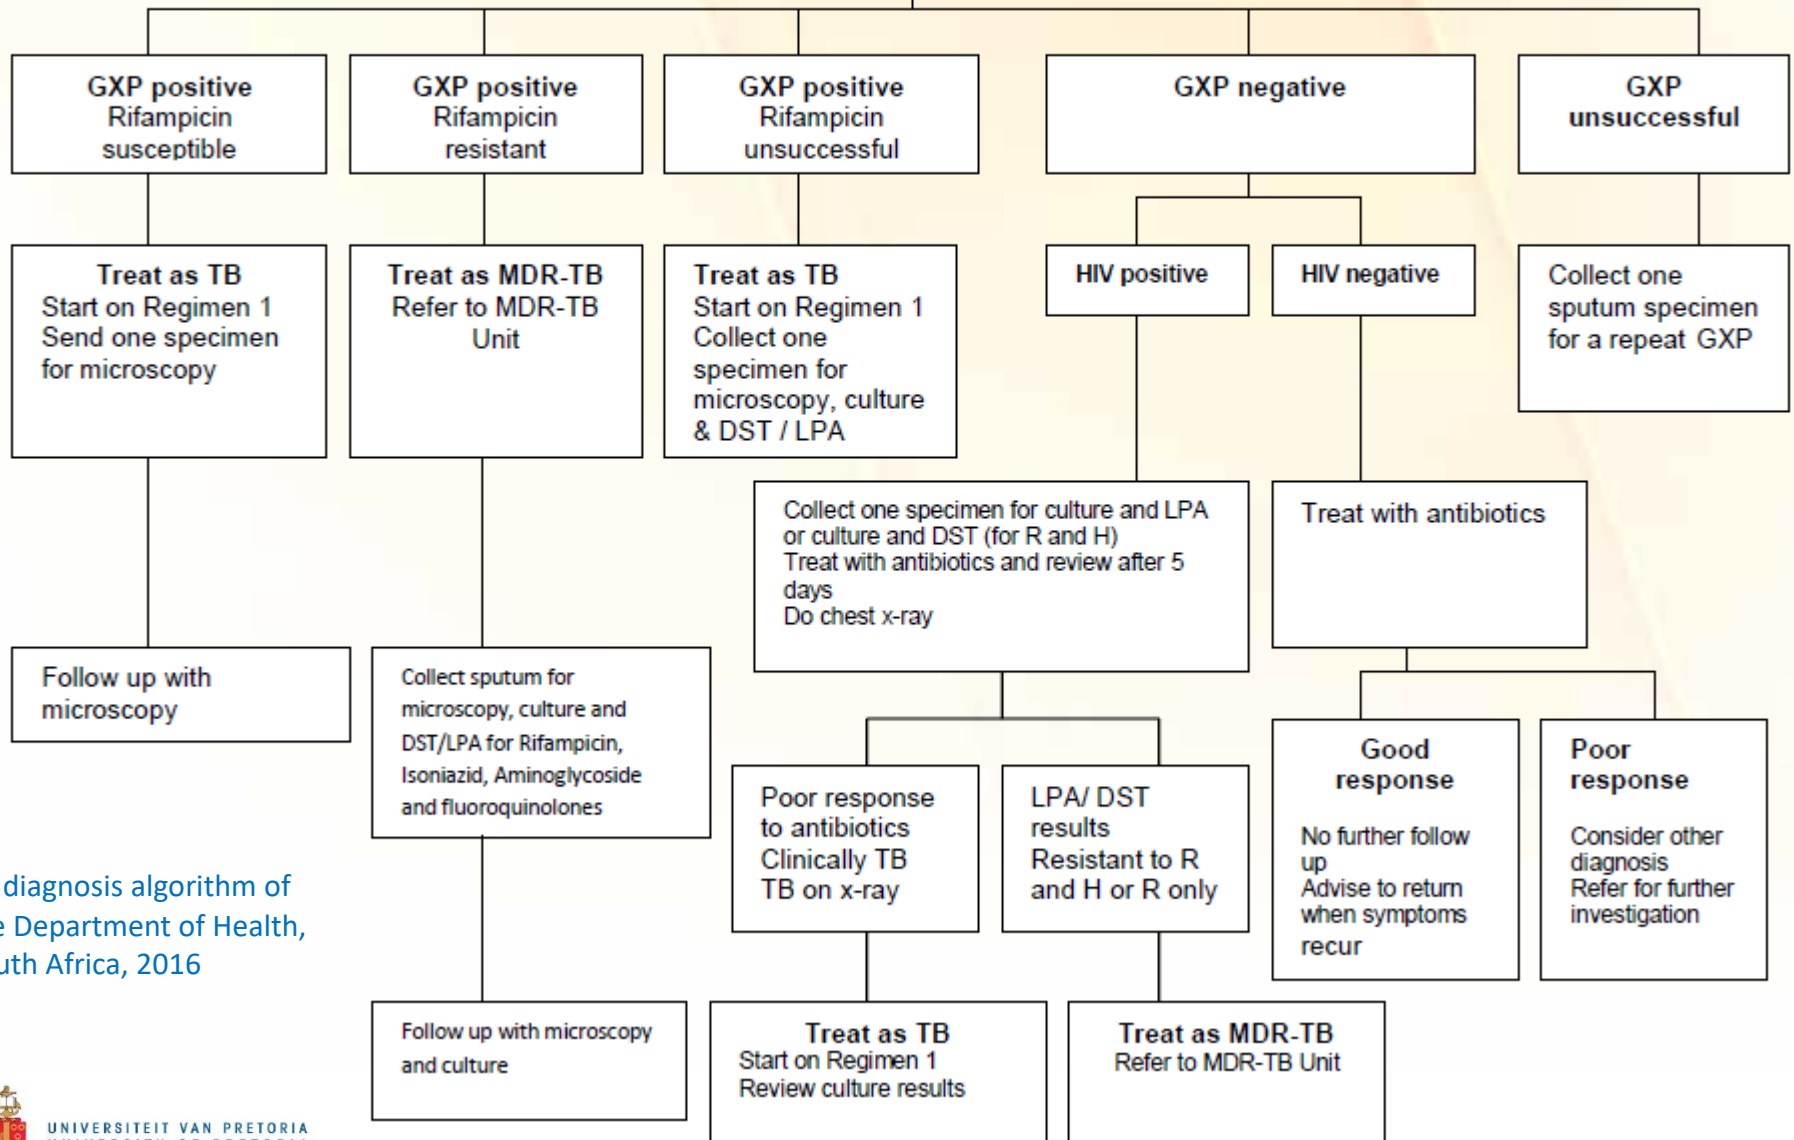 GXP positive
Rifampicin
susceptible
GXP positive
Rifampicin
resistant
GXP positive
Rifampicin
unsuccessful
GXP negative
GXP
unsuccessful
Treat as TB
Start on Regimen 1
Send one specimen
for microscopy
Treat as MDR-TB
Refer to MDR-TB
Unit
Treat as TB
Start on Regimen 1
Collect one
specimen for
microscopy, culture
& DST / LPA
HIV positive
HIV negative
Collect one
sputum specimen
for a repeat GXP
Collect one specimen for culture and LPA
or culture and DST (for R and H)
Treat with antibiotics and review after 5
days
Do chest x-ray
Treat with antibiotics
Follow up with
microscopy
Collect sputum for
microscopy, culture and
DST/LPA for Rifampicin,
Isoniazid, Aminoglycoside
and fluoroquinolones
Poor response
to antibiotics
Clinically TB
TB on x-ray
LPA/ DST
results
Resistant to R
and H or R only
Good
response
No further follow
up
Advise to return
when symptoms
recur
Poor
response
Consider other
diagnosis
Refer for further
investigation
diagnosis algorithm of
e Department of Health,
uth Africa, 2016
Follow up with microscopy
and culture
Treat as TB
Start on Regimen 1
Review culture results
Treat as MDR-TB
Refer to MDR-TB Unit
UNIVERSITEIT VAN PRETORIA